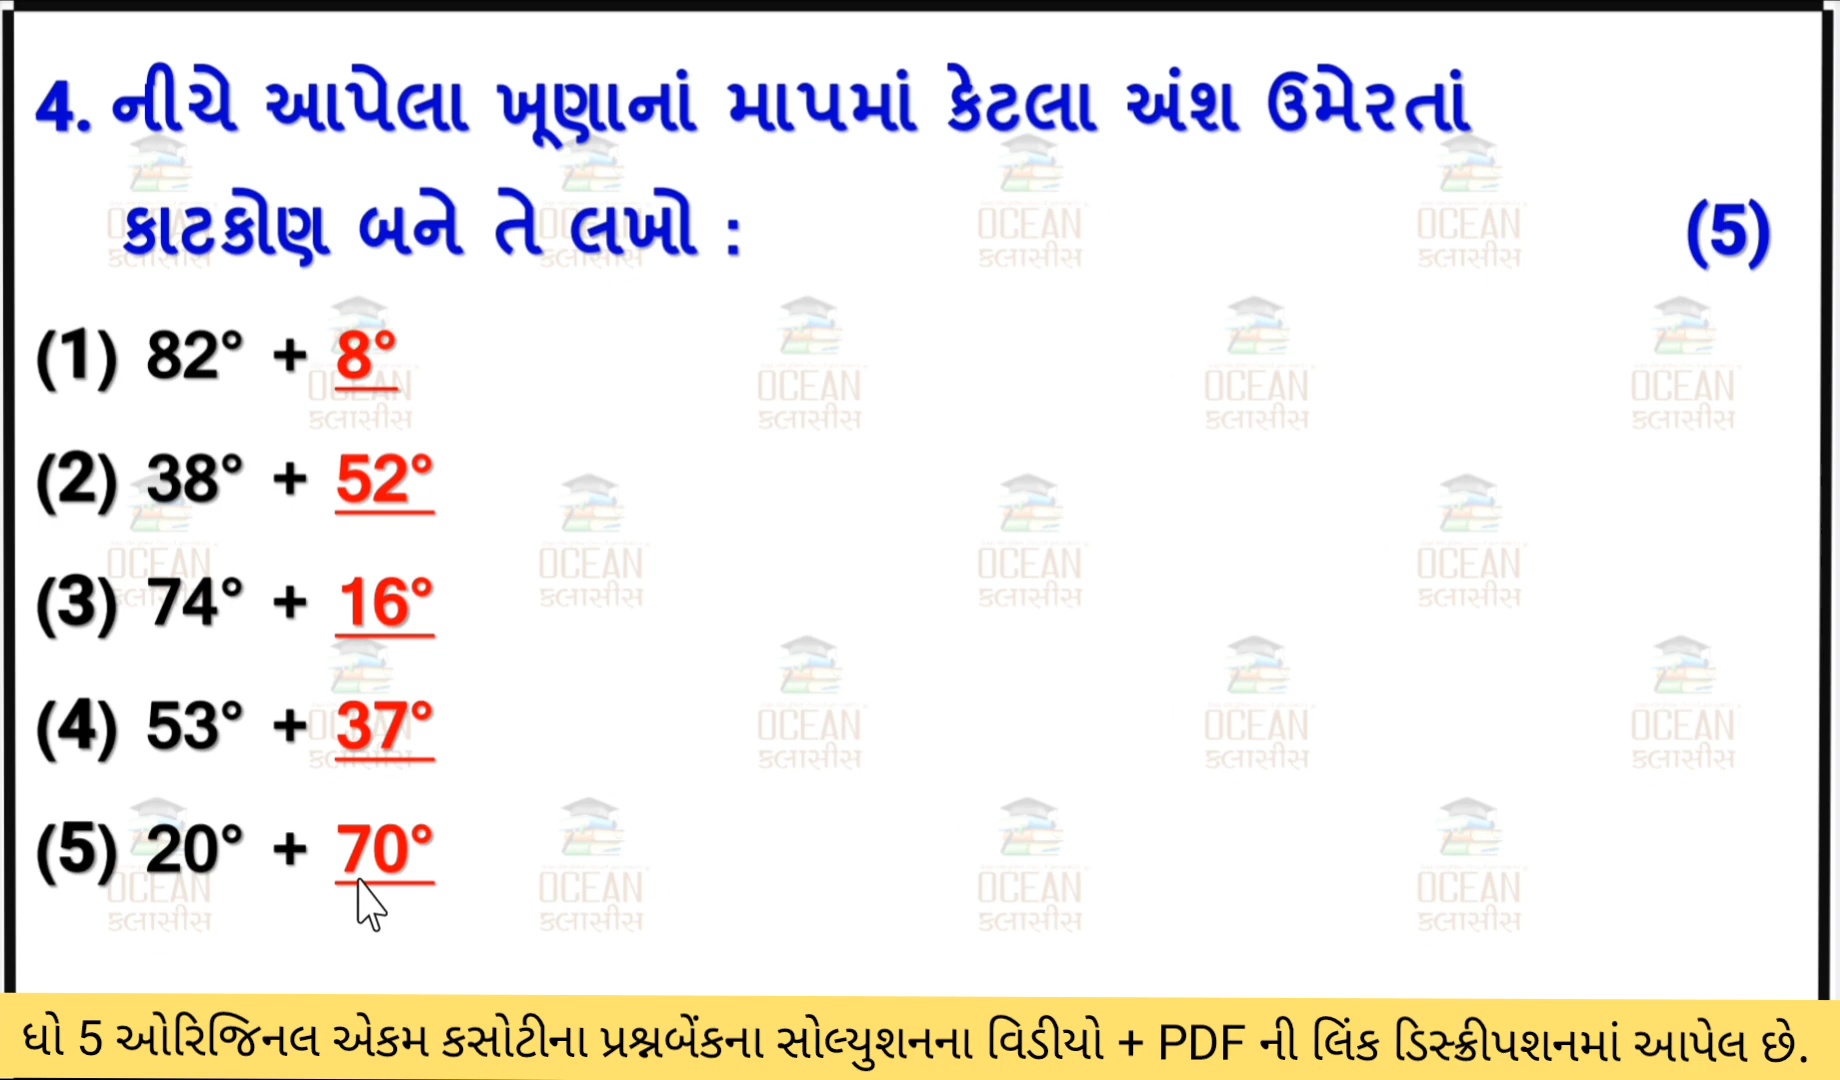 4. નીચે આપેલા ખૂણાનાં માપમાં કેટલા અંશ ઉમેરતાં
કાટકોણ બને તે લખો : (5)
(1) 82° + 8°
(2) 38° + 52°
(3) 74° + 16°
(4) 53° + 37°
(5) 20° + 70°
OCEAN
ક્લાસીસ
ધો 5 ઓરિજિનલ એકમ કસોટીના પ્રશ્નબેંકના સોલ્યુશનના વિડીયો + PDF ની લિંક ડિસ્ક્રીપશનમાં આપેલ છે.